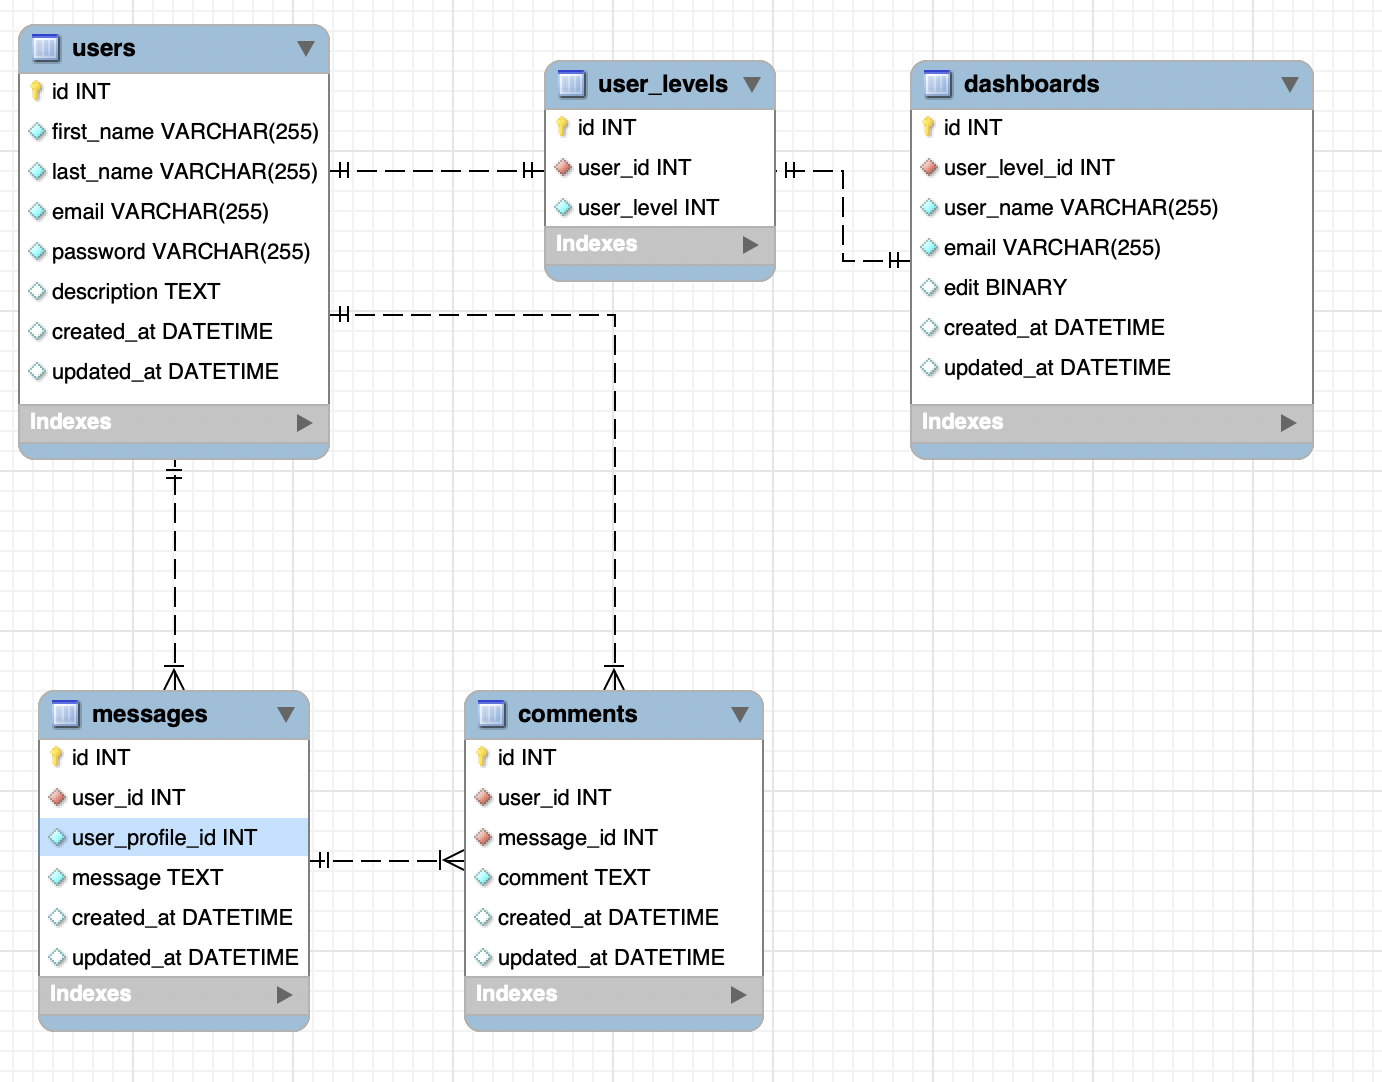 users
id INT
first_name VARCHAR(255)
last_name VARCHAR(255)
email VARCHAR(255)
password VARCHAR(255)
description TEXT
created_at DATETIME
updated_at DATETIME
Indexes
user_levels
id INT
user_id INT
user_level INT
Indexes
dashboards
id INT
user_level_id INT
user_name VARCHAR(255)
email VARCHAR(255)
edit BINARY
created_at DATETIME
updated_at DATETIME
Indexes
messages
id INT
user_id INT
user_profile_id INT
message TEXT
created_at DATETIME
updated_at DATETIME
Indexes
comments
id INT
user_id INT
message_id INT
comment TEXT
created_at DATETIME
updated_at DATETIME
Indexes